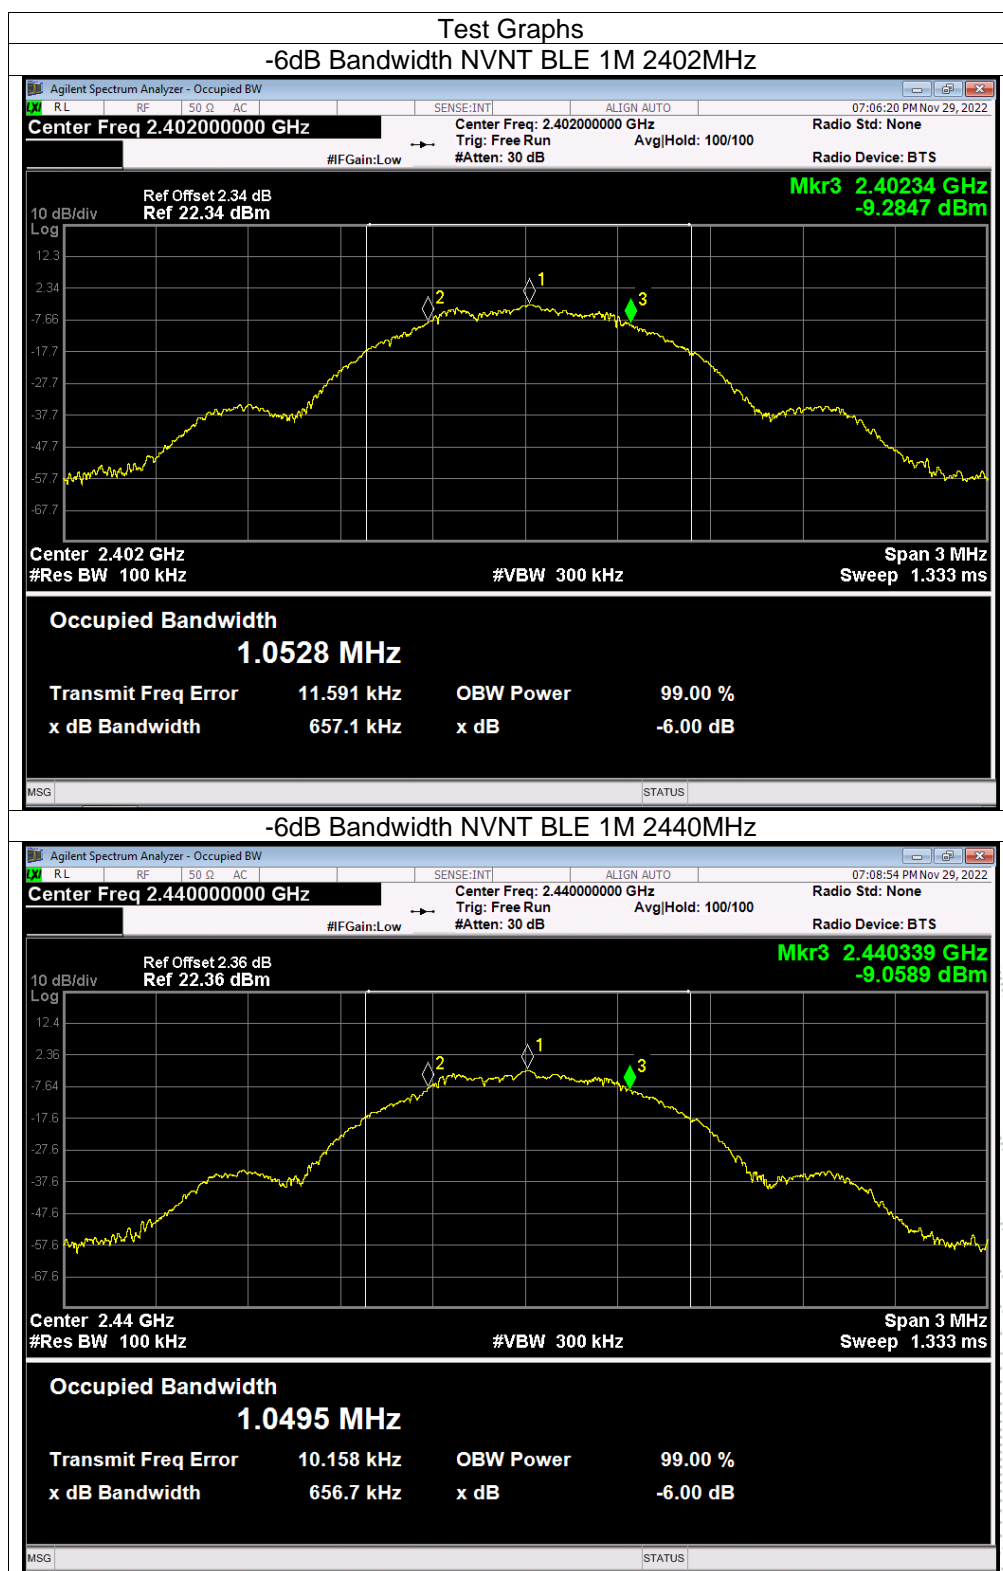 Test Graphs
-6dB Bandwidth NVNT BLE 1M 2402MHz
Agilent Spectrum Analyzer - Occupied BW
LXI RL RF 50 Ω AC SENSE:INT ALIGN AUTO 07:06:20 PM Nov 29, 2022
Center Freq 2.402000000 GHz
Center Freq: 2.402000000 GHz
Radio Std: None
Trig: Free Run Avg|Hold: 100/100
#IFGain:Low #Atten: 30 dB Radio Device: BTS
Mkr3 2.40234 GHz
-9.2847 dBm
Ref Offset 2.34 dB
10 dB/div Ref 22.34 dBm
Log
12.3
2.34
-7.66
-17.7
-27.7
-37.7
-47.7
-57.7
-67.7
1
2
3
Center 2.402 GHz Span 3 MHz
#Res BW 100 kHz #VBW 300 kHz Sweep 1.333 ms
Occupied Bandwidth
1.0528 MHz
Transmit Freq Error 11.591 kHz OBW Power 99.00 %
x dB Bandwidth 657.1 kHz x dB -6.00 dB
MSG STATUS
-6dB Bandwidth NVNT BLE 1M 2440MHz
Agilent Spectrum Analyzer - Occupied BW
LXI RL RF 50 Ω AC SENSE:INT ALIGN AUTO 07:08:54 PM Nov 29, 2022
Center Freq 2.440000000 GHz
Center Freq: 2.440000000 GHz
Radio Std: None
Trig: Free Run Avg|Hold: 100/100
#IFGain:Low #Atten: 30 dB Radio Device: BTS
Mkr3 2.440339 GHz
-9.0589 dBm
Ref Offset 2.36 dB
10 dB/div Ref 22.36 dBm
Log
12.4
2.36
-7.64
-17.6
-27.6
-37.6
-47.6
-57.6
-67.6
1
2
3
Center 2.44 GHz Span 3 MHz
#Res BW 100 kHz #VBW 300 kHz Sweep 1.333 ms
Occupied Bandwidth
1.0495 MHz
Transmit Freq Error 10.158 kHz OBW Power 99.00 %
x dB Bandwidth 656.7 kHz x dB -6.00 dB
MSG STATUS